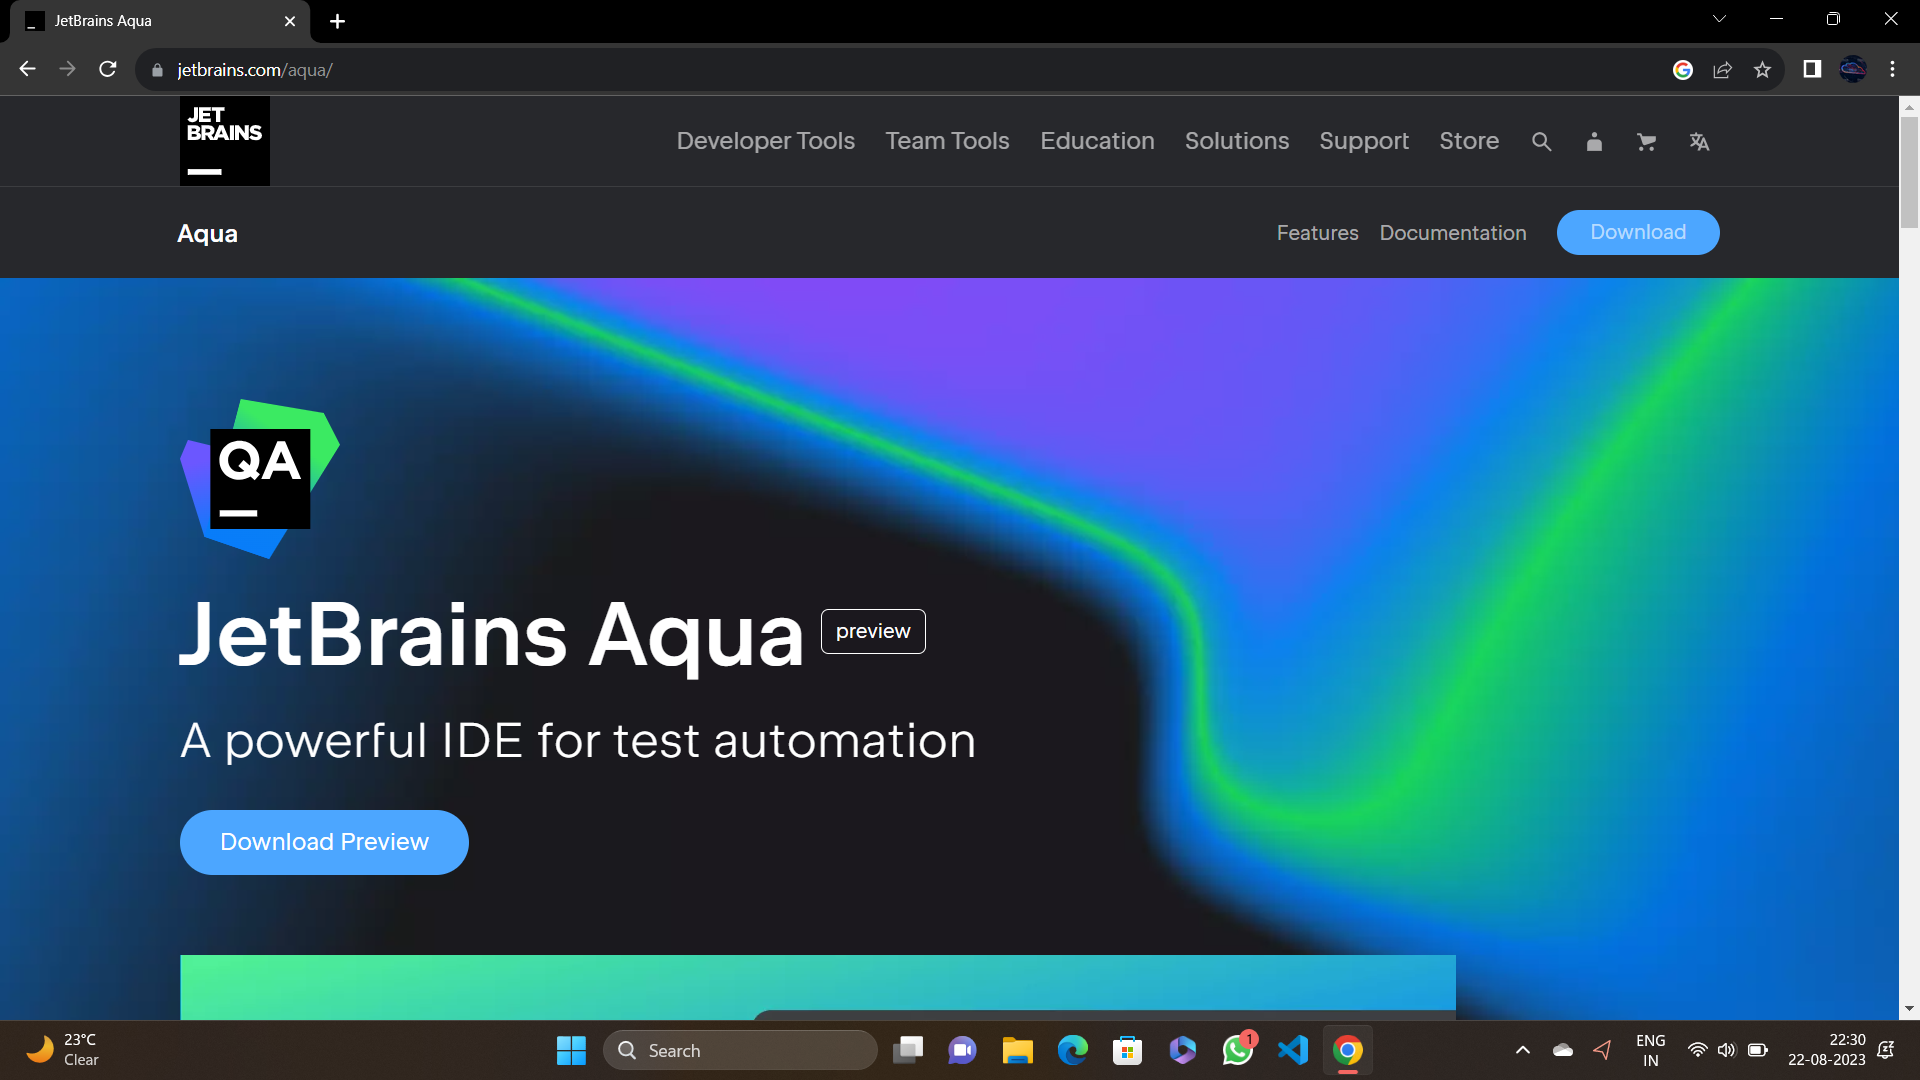 JetBrains Aqua
jetbrains.com/aqua/
JET
BRAINS
Developer Tools
Team Tools
Education
Solutions
Support
Store
Aqua
Features
Documentation
Download
QA
JetBrains Aqua
preview
A powerful IDE for test automation
Download Preview
23°C
Clear
Search
1
ENG
IN
22:30
22-08-2023